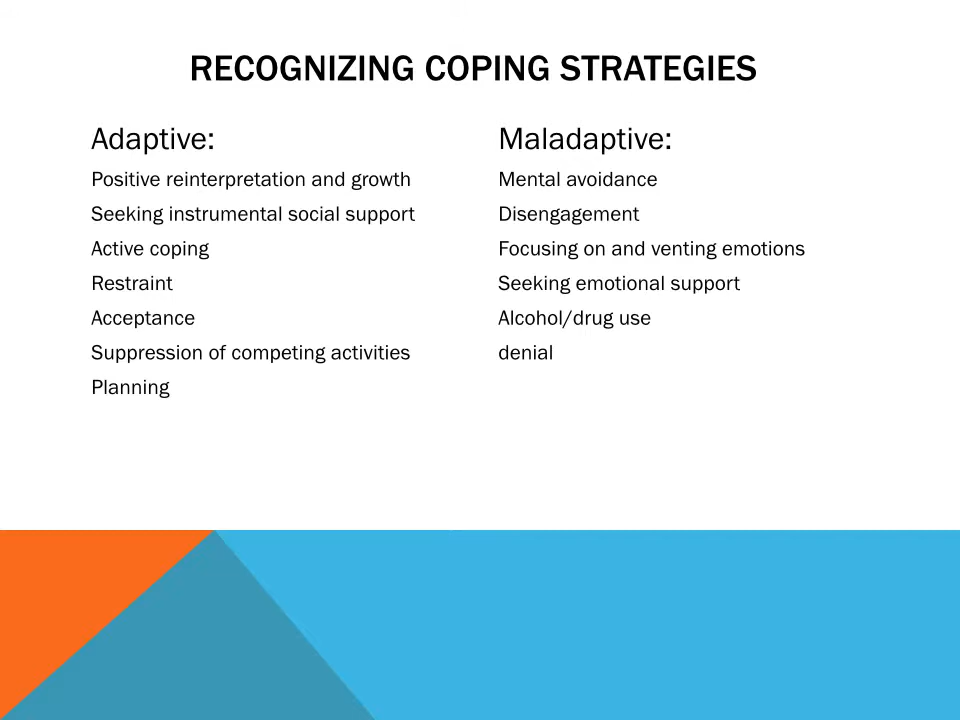 RECOGNIZING COPING STRATEGIES
Adaptive:
Positive reinterpretation and growth
Seeking instrumental social support
Active coping
Restraint
Acceptance
Suppression of competing activities
Planning
Maladaptive:
Mental avoidance
Disengagement
Focusing on and venting emotions
Seeking emotional support
Alcohol/drug use
denial